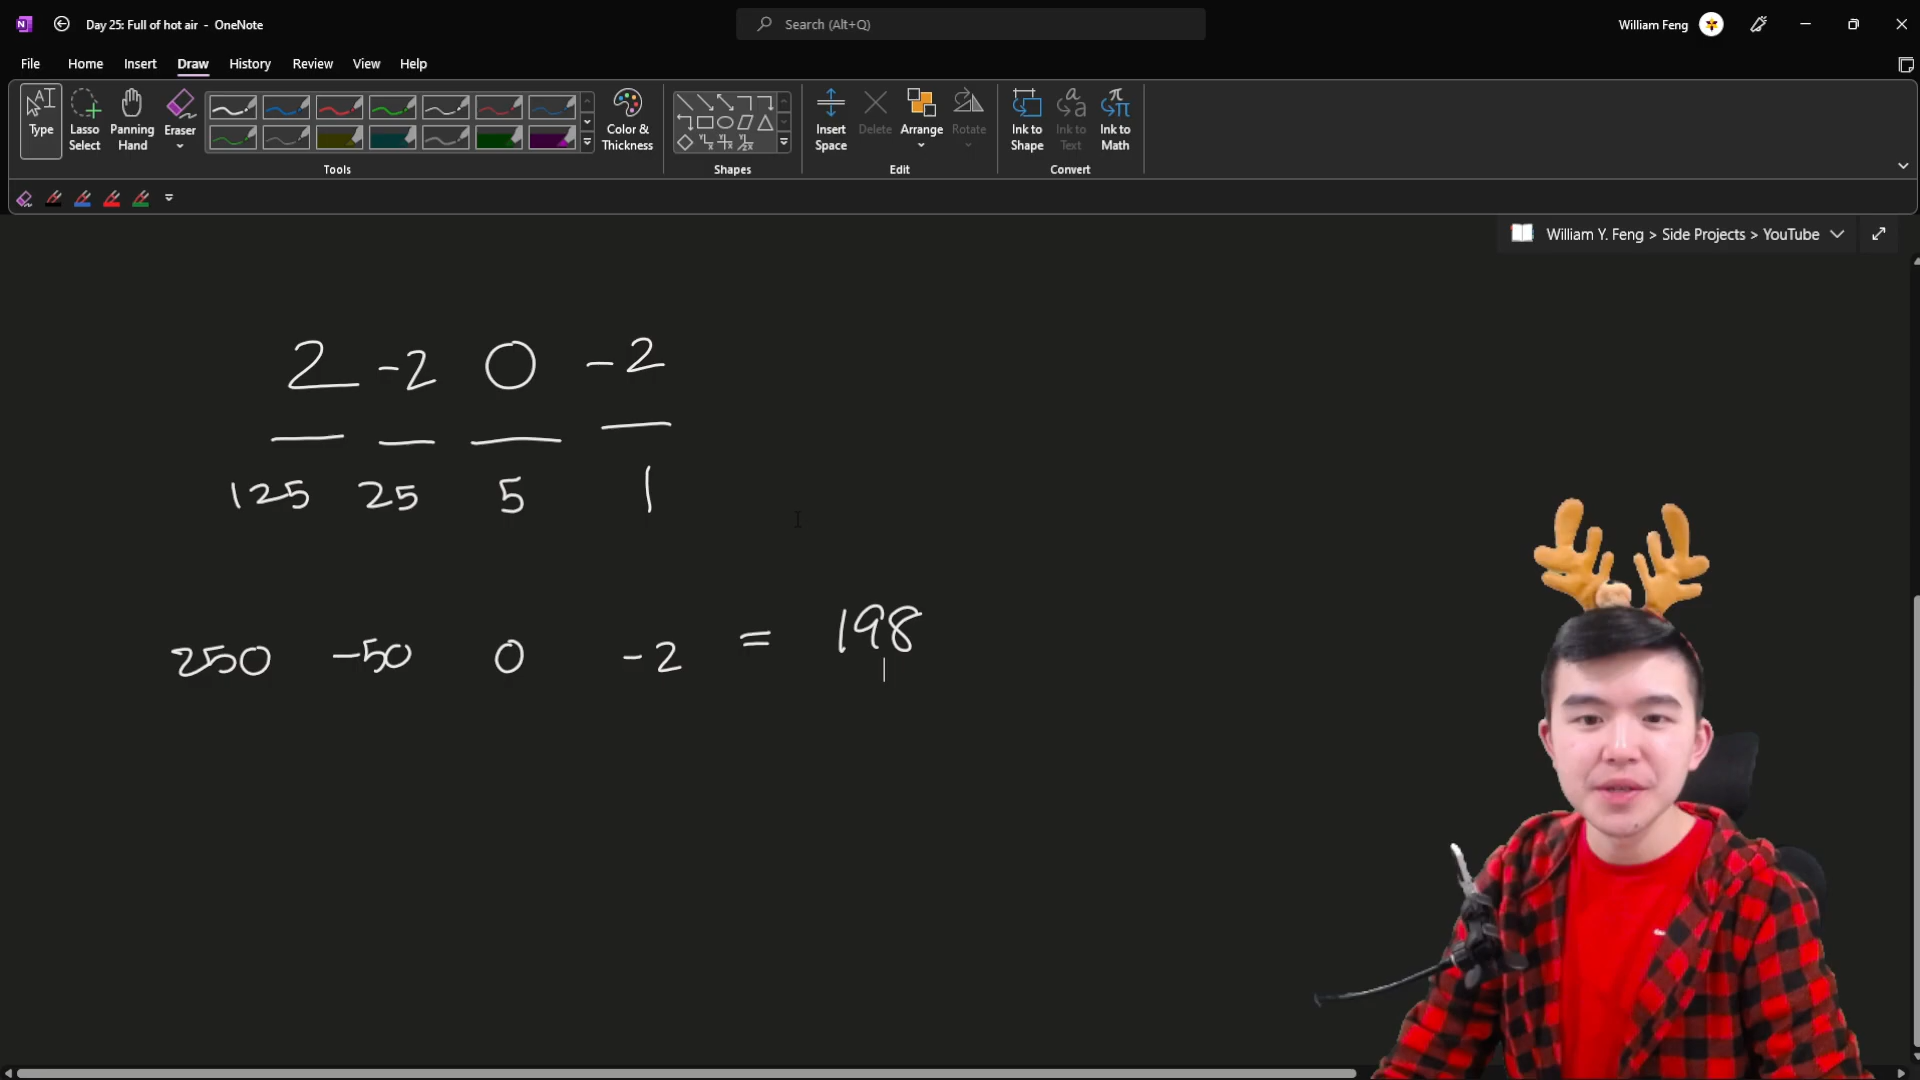 Day 25: Full of hot air - OneNote
Search (Alt+Q)
William Feng
File Home Insert Draw History Review View Help
Type
Lasso Select
Panning Hand
Eraser
Color & Thickness
Insert Space
Delete
Arrange
Rotate
Ink to Shape
Ink to Text
Ink to Math
Tools Shapes Edit Convert
William Y. Feng > Side Projects > YouTube
2 -2 0 -2
125 25 5 1
250 -50 0 -2 = 198